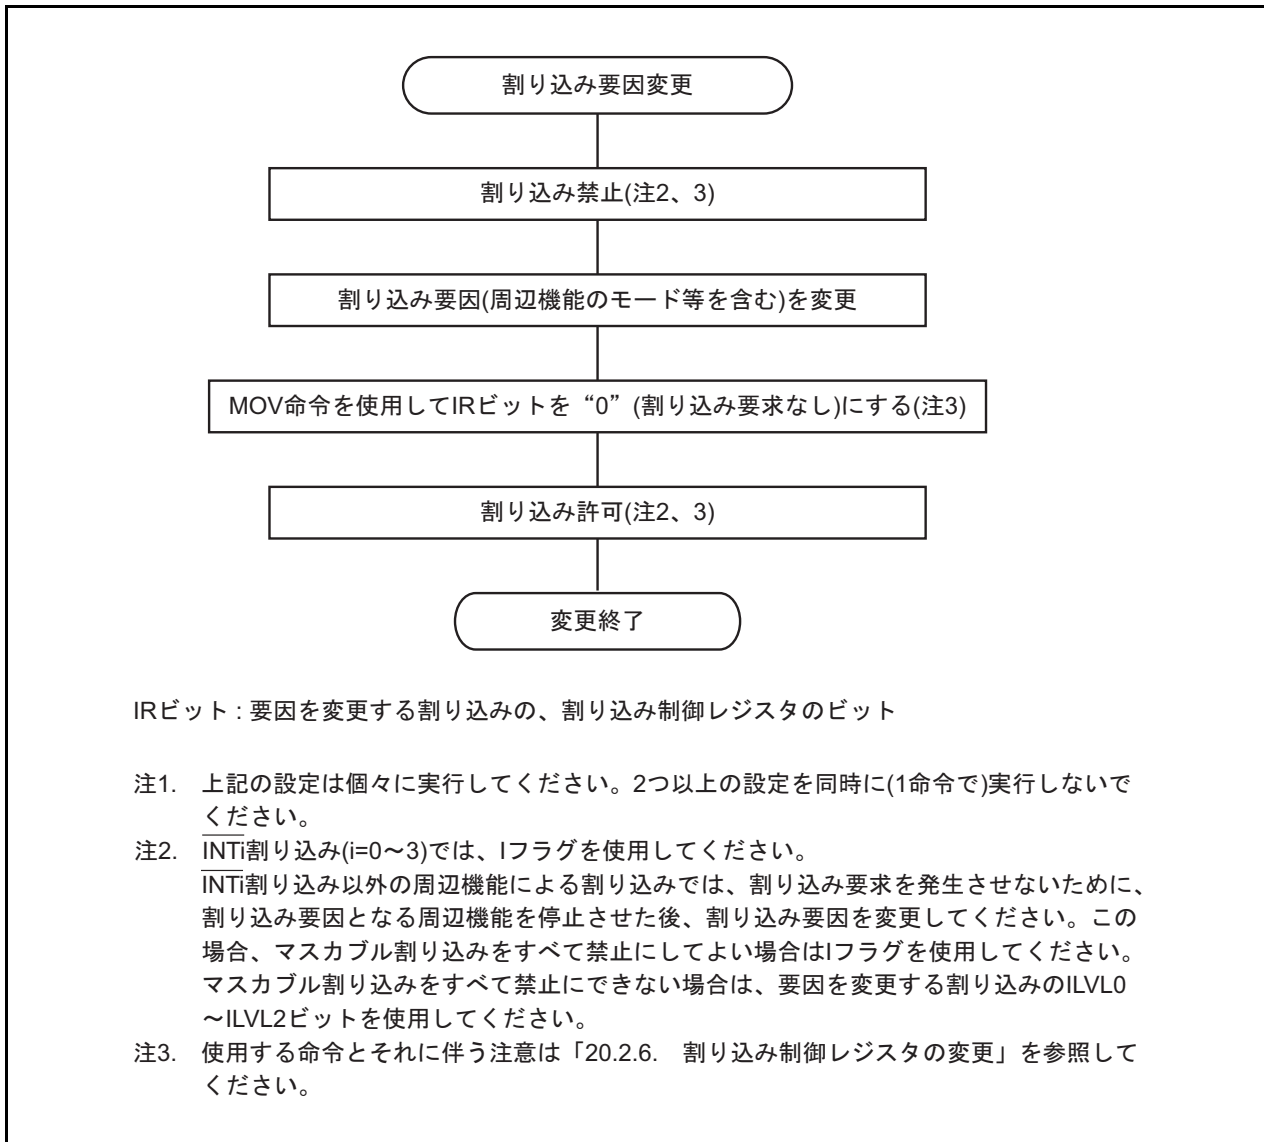 割り込み要因変更
割り込み禁止(注2、3)
割り込み要因(周辺機能のモード等を含む)を変更
MOV命令を使用してIRビットを“0”(割り込み要求なし)にする(注3)
割り込み許可(注2、3)
変更終了
IRビット : 要因を変更する割り込みの、割り込み制御レジスタのビット
注1. 上記の設定は個々に実行してください。2つ以上の設定を同時に(1命令で)実行しないで
ください。
注2. INTi割り込み(i=0～3)では、Iフラグを使用してください。
INTi割り込み以外の周辺機能による割り込みでは、割り込み要求を発生させないために、
割り込み要因となる周辺機能を停止させた後、割り込み要因を変更してください。この
場合、マスカブル割り込みをすべて禁止にしてよい場合はIフラグを使用してください。
マスカブル割り込みをすべて禁止にできない場合は、要因を変更する割り込みのILVL0
～ILVL2ビットを使用してください。
注3. 使用する命令とそれに伴う注意は「20.2.6. 割り込み制御レジスタの変更」を参照して
ください。